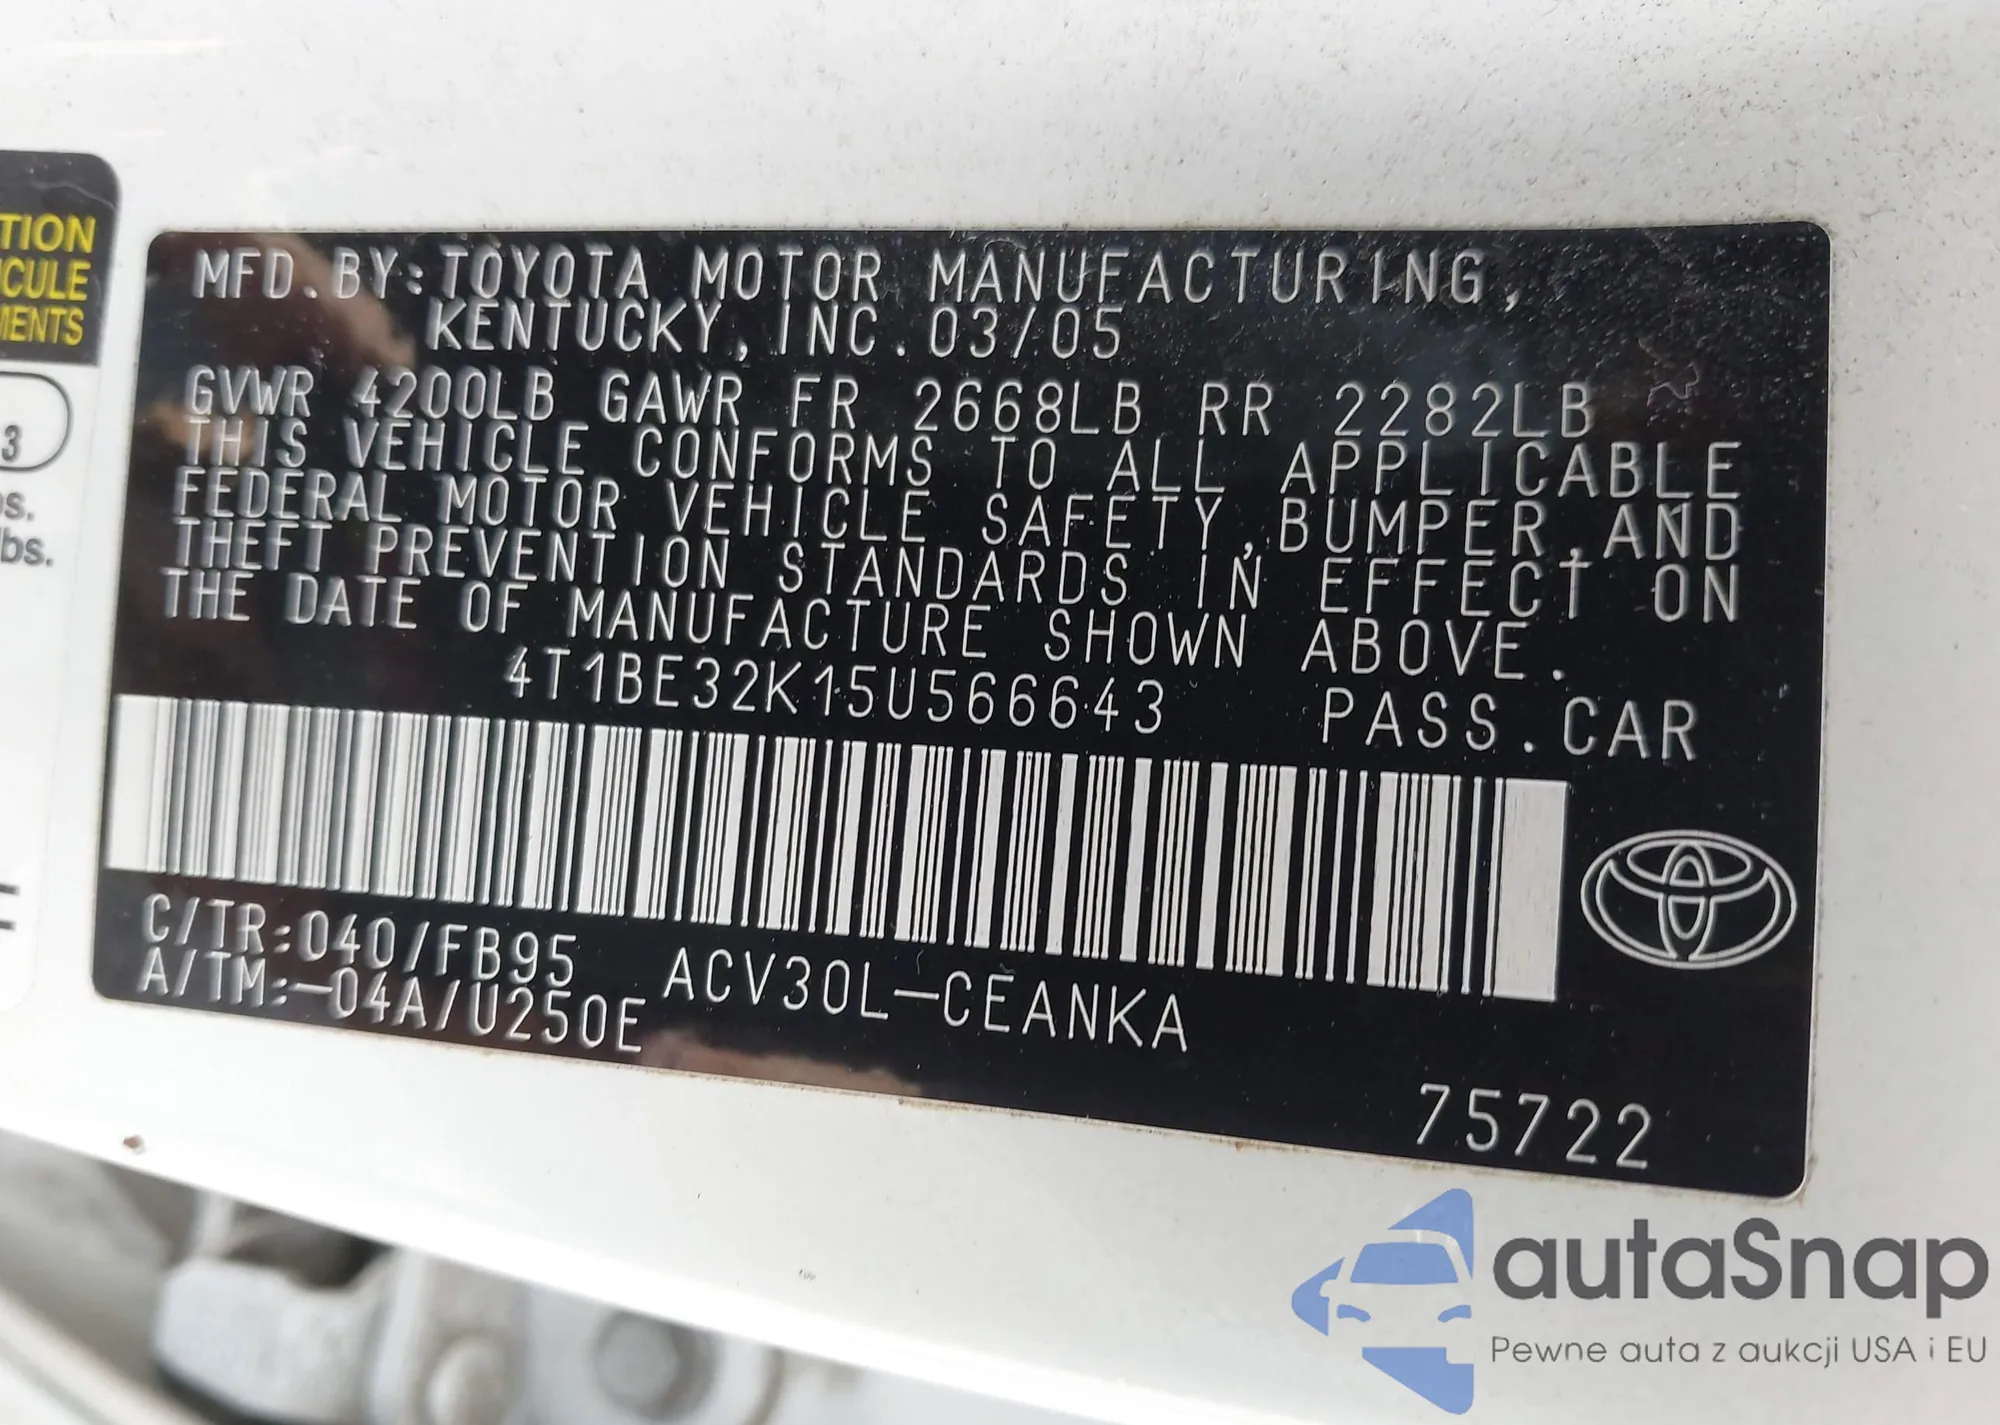 TION
ICULE
MENTS
3
bs.
MFD.BY:TOYOTA MOTOR MANUFACTURING,
KENTUCKY, INC. 03/05
GVWR 4200LB GAWR FR 2668LB RR 2282LB
THIS VEHICLE CONFORMS TO ALL APPLICABLE
FEDERAL MOTOR VEHICLE SAFETY,BUMPER,AND
THEFT PREVENTION STANDARDS IN EFFECT ON
THE DATE OF MANUFACTURE SHOWN ABOVE.
4T1BE32K15U566643 PASS.CAR
C/TR:040/FB95 ACV30L-CEANKA
A/TM:-04A/U250E
75722
autaSnap
Pewne auta z aukcji USA i EU